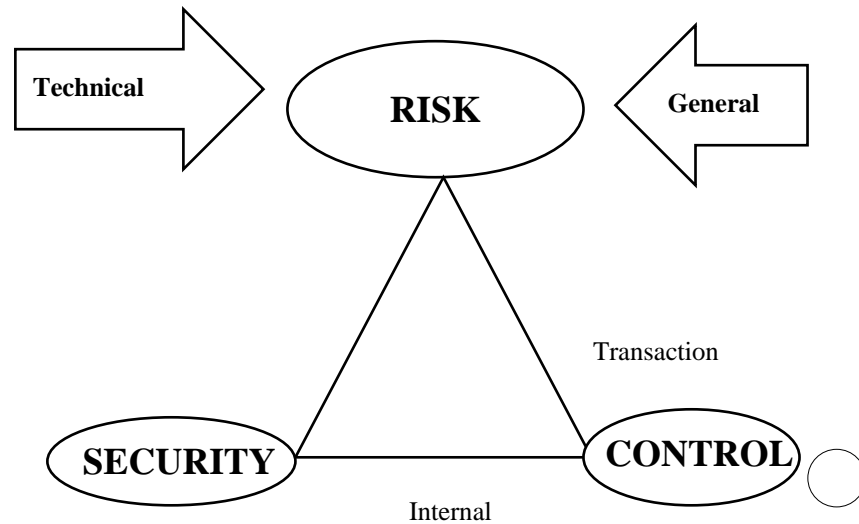 Technical
RISK
General
Transaction
SECURITY
CONTROL
Internal